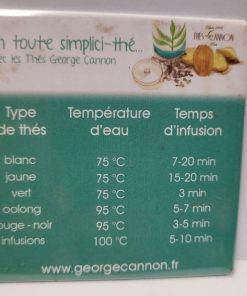 n toute simplici-thé...
ec les Thés George Cannon
THÉS CANNON
Type de thés Température d'eau Temps d'infusion
blanc 75 °C 7-20 min
jaune 75 °C 15-20 min
vert 75 °C 3 min
oolong 95 °C 5-7 min
ouge - noir 95 °C 3-5 min
infusions 100 °C 5-10 min
www.georgecannon.fr